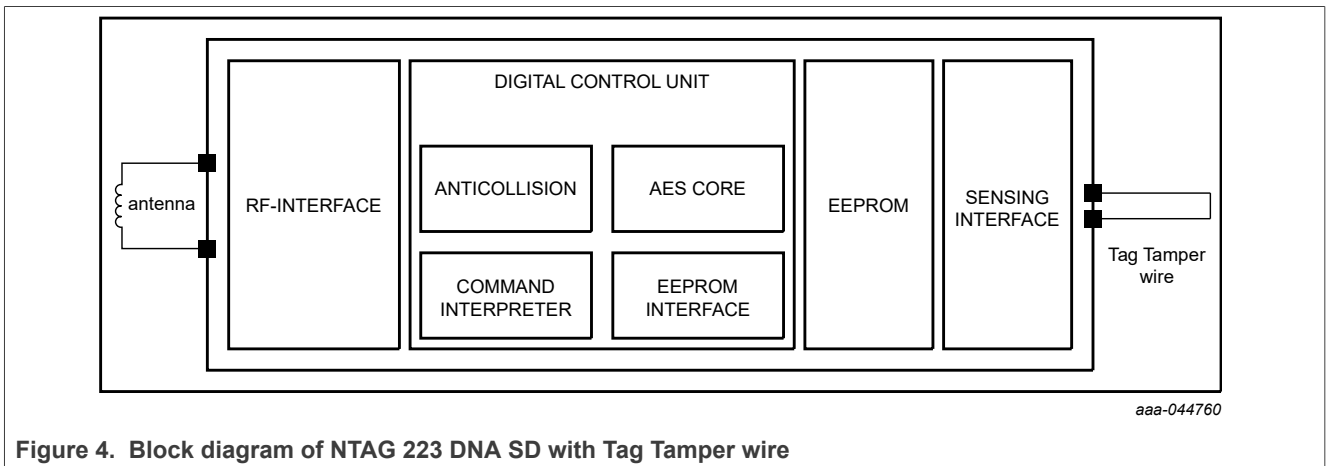 DIGITAL CONTROL UNIT
antenna
RF-INTERFACE
ANTICOLLISION
AES CORE
COMMAND
INTERPRETER
EEPROM
INTERFACE
EEPROM
SENSING
INTERFACE
Tag Tamper
wire
aaa-044760
Figure 4. Block diagram of NTAG 223 DNA SD with Tag Tamper wire